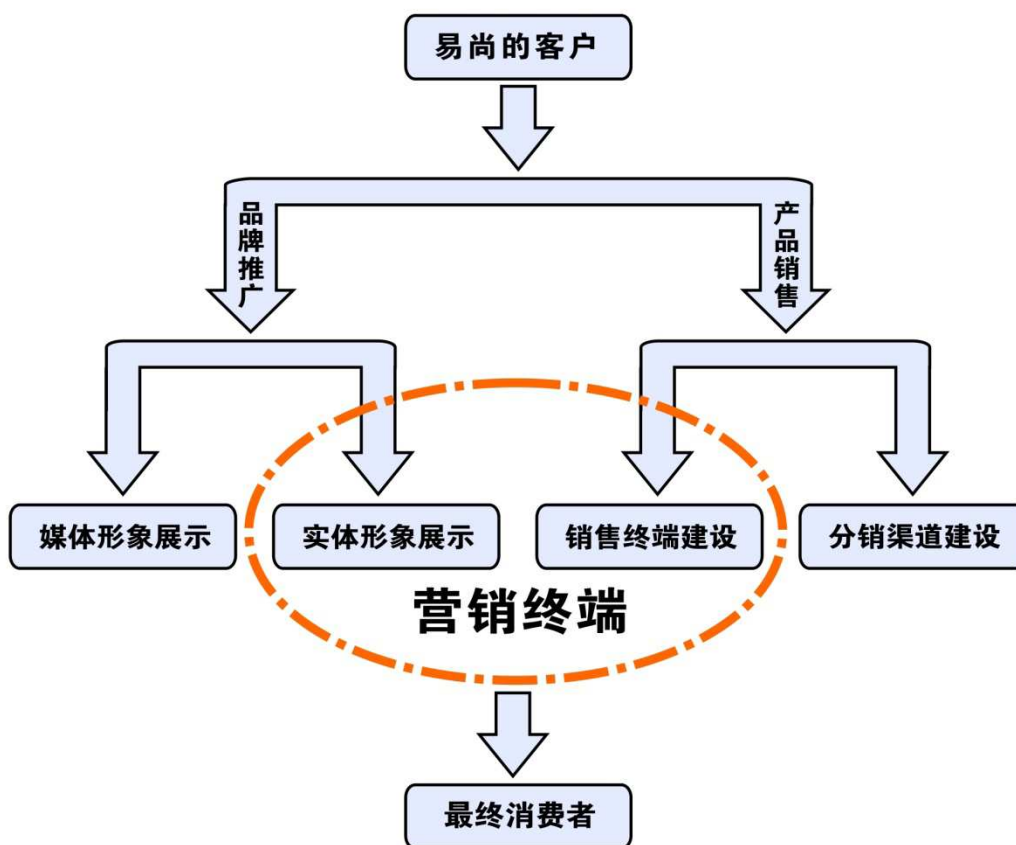 易尚的客户
品牌推广
产品销售
媒体形象展示
实体形象展示
销售终端建设
分销渠道建设
营销终端
最终消费者